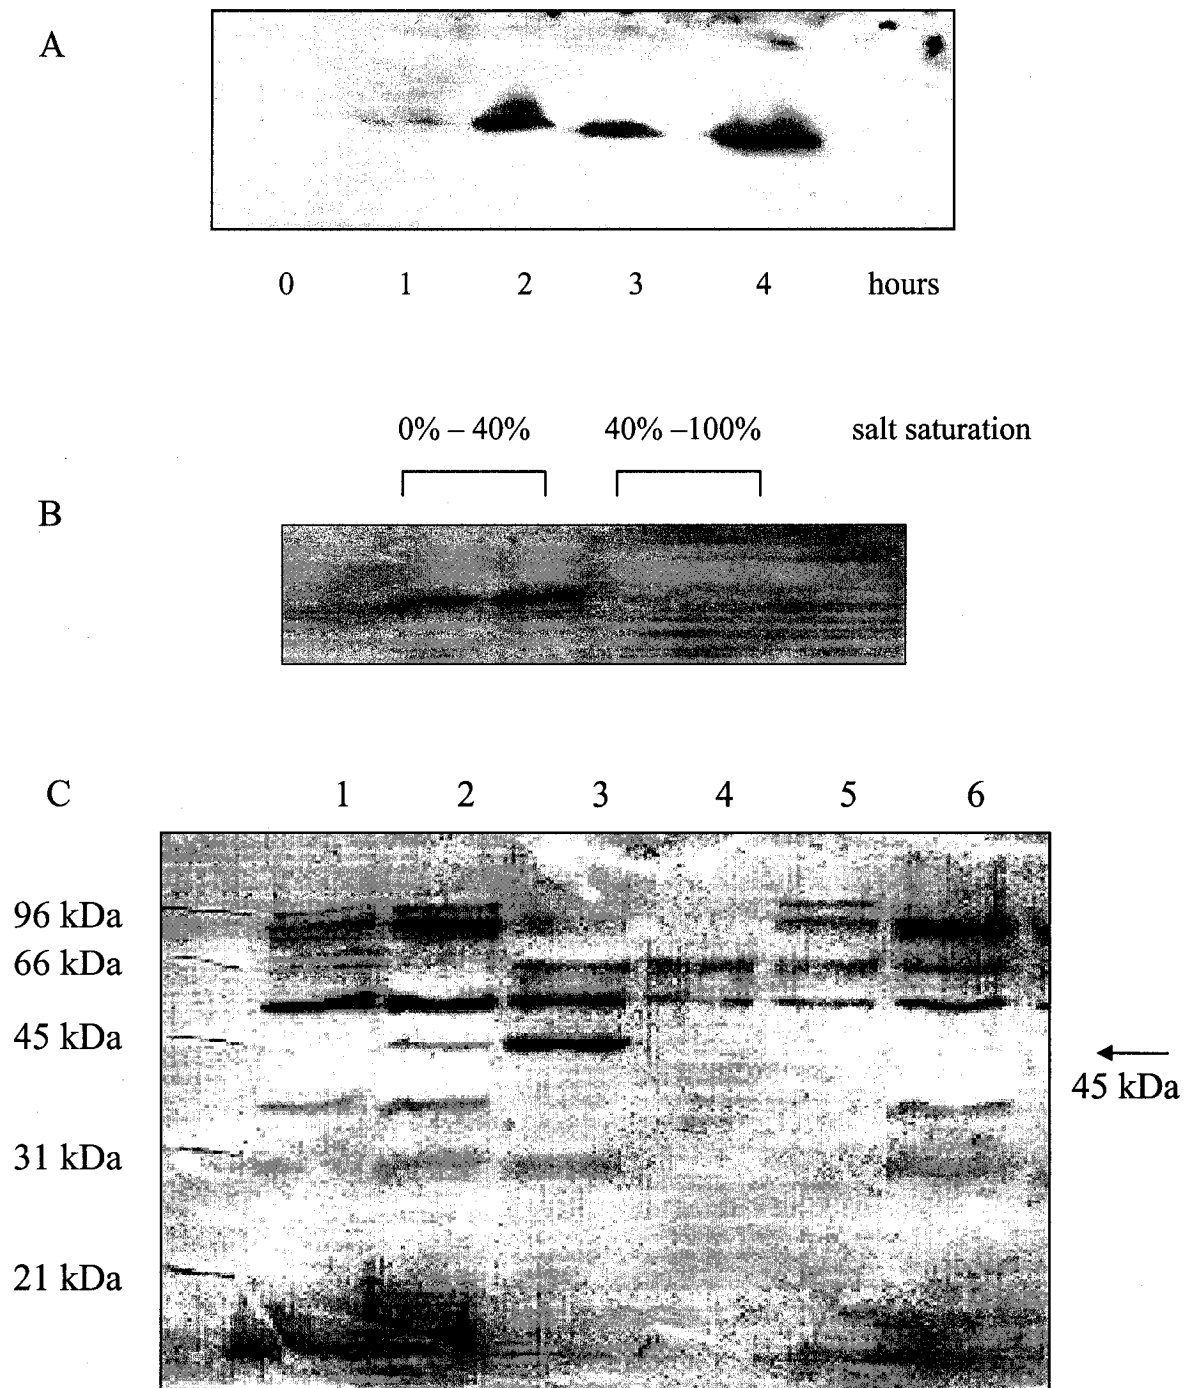 A
0 1 2 3 4 hours
0% – 40% 40% –100% salt saturation
B
C 1 2 3 4 5 6
96 kDa
66 kDa
45 kDa
45 kDa
31 kDa
21 kDa